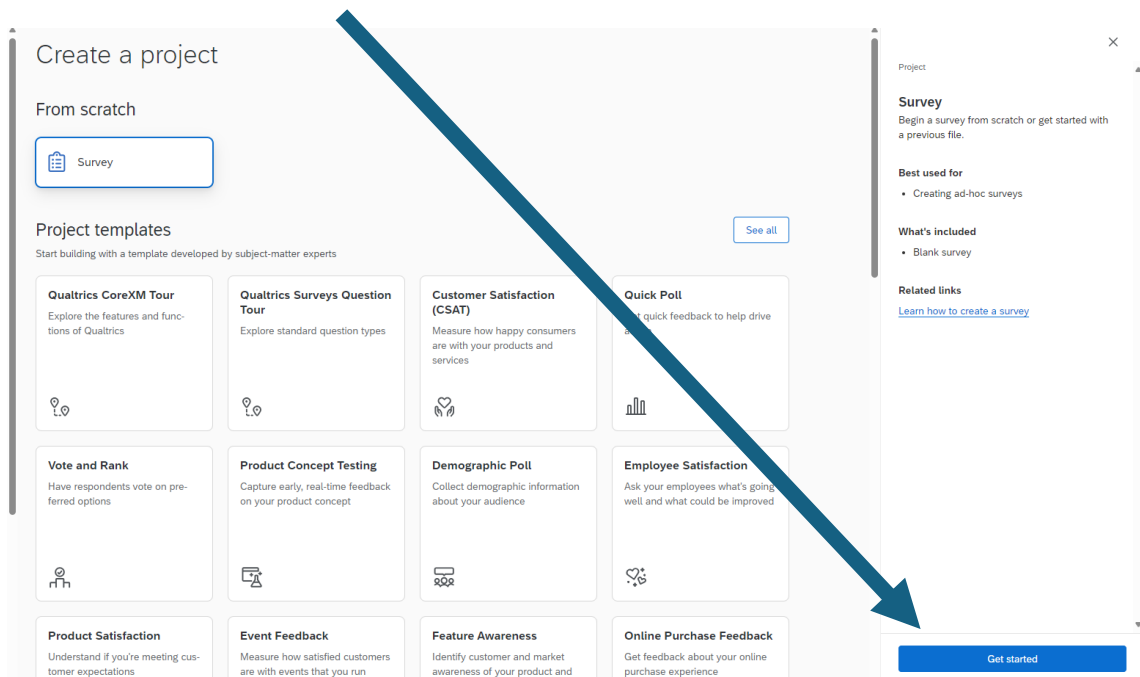 Create a project
From scratch
Survey
Project templates
See all
Start building with a template developed by subject-matter experts
Qualtrics CoreXM Tour
Explore the features and func-
tions of Qualtrics
Qualtrics Surveys Question
Tour
Explore standard question types
Customer Satisfaction
(CSAT)
Measure how happy consumers
are with your products and
services
Quick Poll
quick feedback to help drive
Vote and Rank
Have respondents vote on pre-
ferred options
Product Concept Testing
Capture early, real-time feedback
on your product concept
Demographic Poll
Collect demographic information
about your audience
Employee Satisfaction
Ask your employees what's going
well and what could be improved
Product Satisfaction
Understand if you're meeting cus-
tomer expectations
Event Feedback
Measure how satisfied customers
are with events that you run
Feature Awareness
Identify customer and market
awareness of your product and
Online Purchase Feedback
Get feedback about your online
purchase experience
Project
Survey
Begin a survey from scratch or get started with
a previous file.
Best used for
• Creating ad-hoc surveys
What's included
• Blank survey
Related links
Learn how to create a survey
Get started